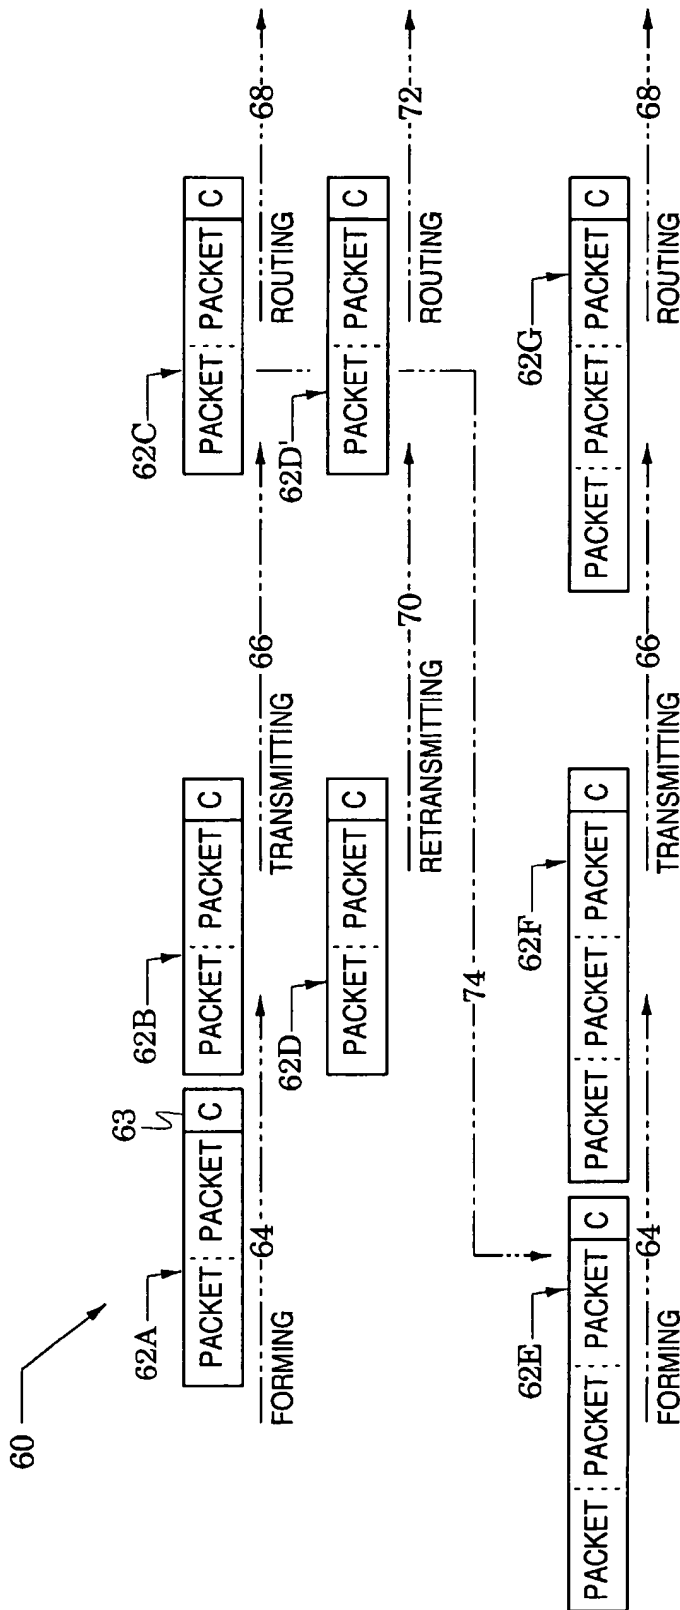 60
62A
63
62B
62C
PACKET PACKET C
PACKET PACKET C
PACKET PACKET C
64
66
68
FORMING
TRANSMITTING
ROUTING
62D
62D'
PACKET PACKET C
PACKET PACKET C
70
72
RETRANSMITTING
ROUTING
74
62E
62F
62G
PACKET PACKET PACKET C
PACKET PACKET PACKET C
PACKET PACKET PACKET C
64
66
68
FORMING
TRANSMITTING
ROUTING